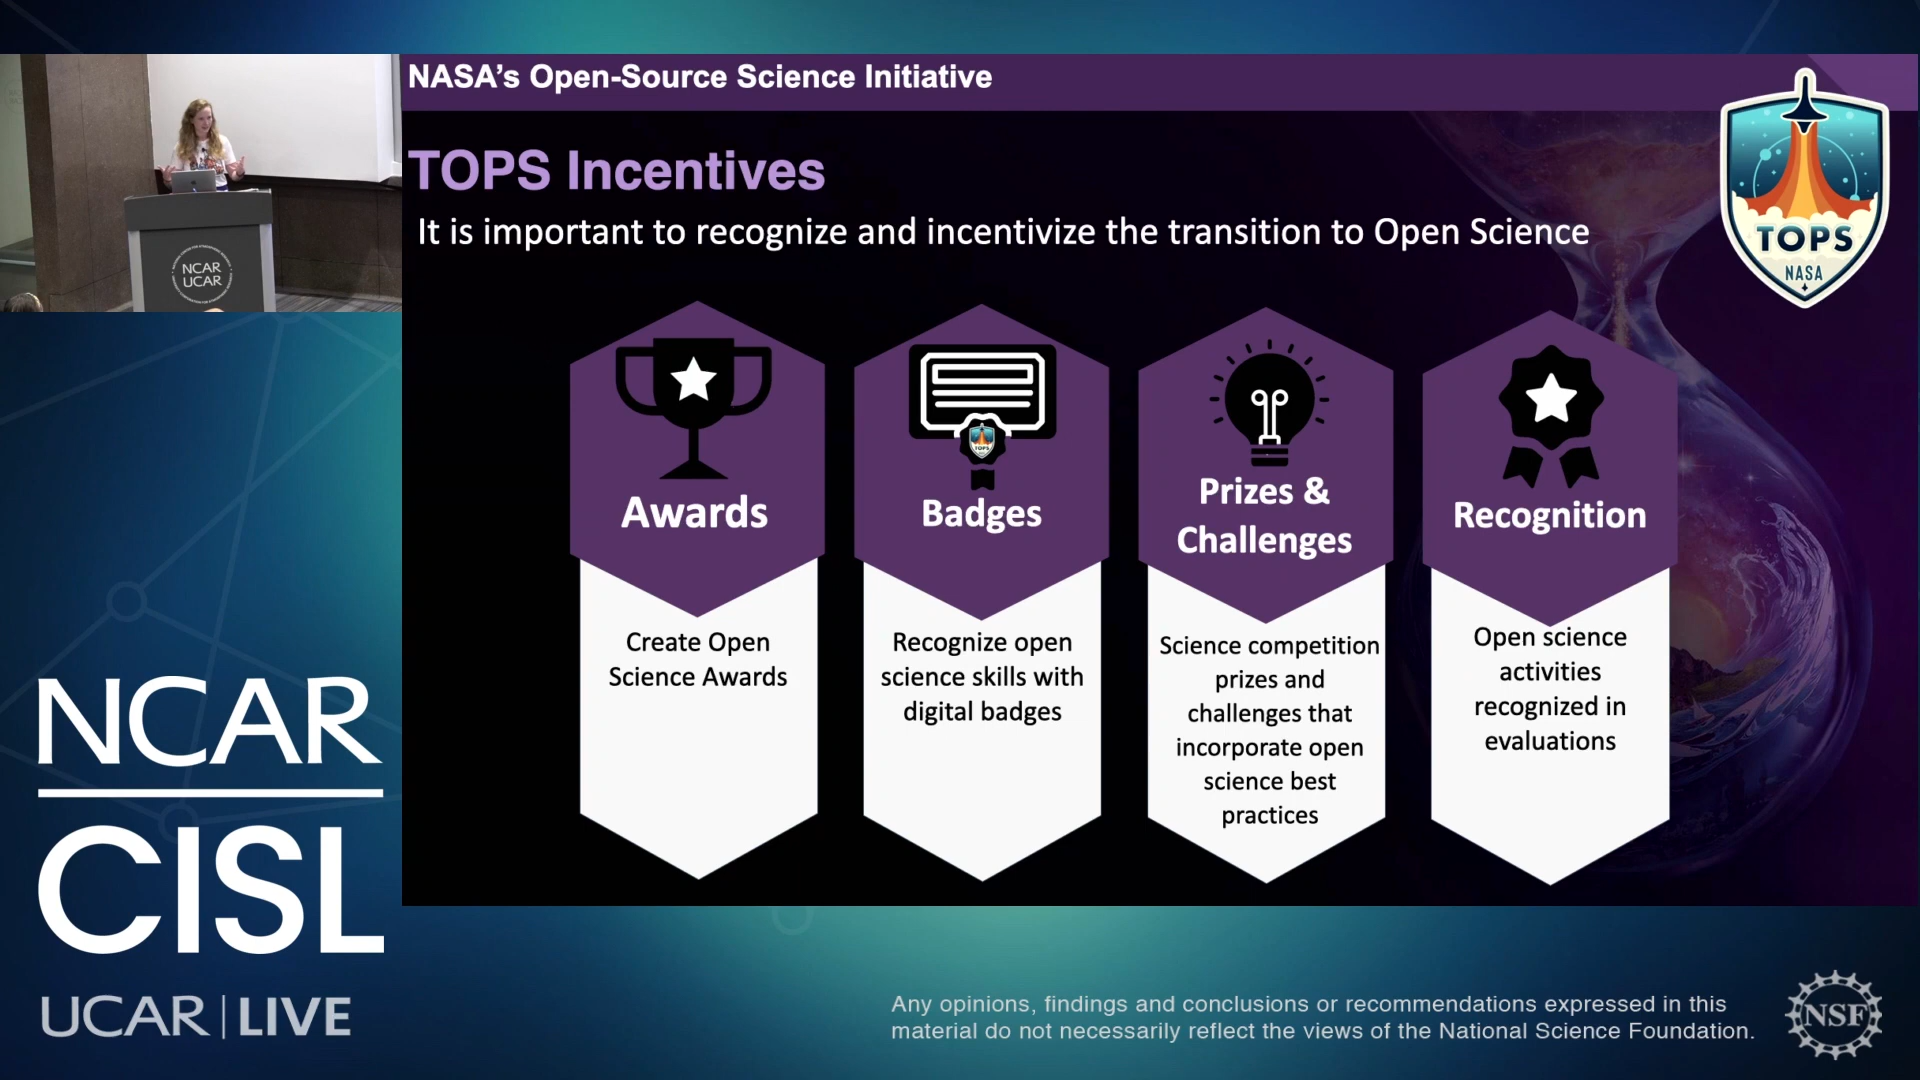 NASA's Open-Source Science Initiative
TOPS Incentives
It is important to recognize and incentivize the transition to Open Science
TOPS
NASA
NCAR
UCAR
Awards
Create Open
Science Awards
TOPS
Badges
Recognize open
science skills with
digital badges
Prizes &
Challenges
Science competition
prizes and
challenges that
incorporate open
science best
practices
Recognition
Open science
activities
recognized in
evaluations
NCAR
CISL
UCAR | LIVE
Any opinions, findings and conclusions or recommendations expressed in this
material do not necessarily reflect the views of the National Science Foundation.
NSF